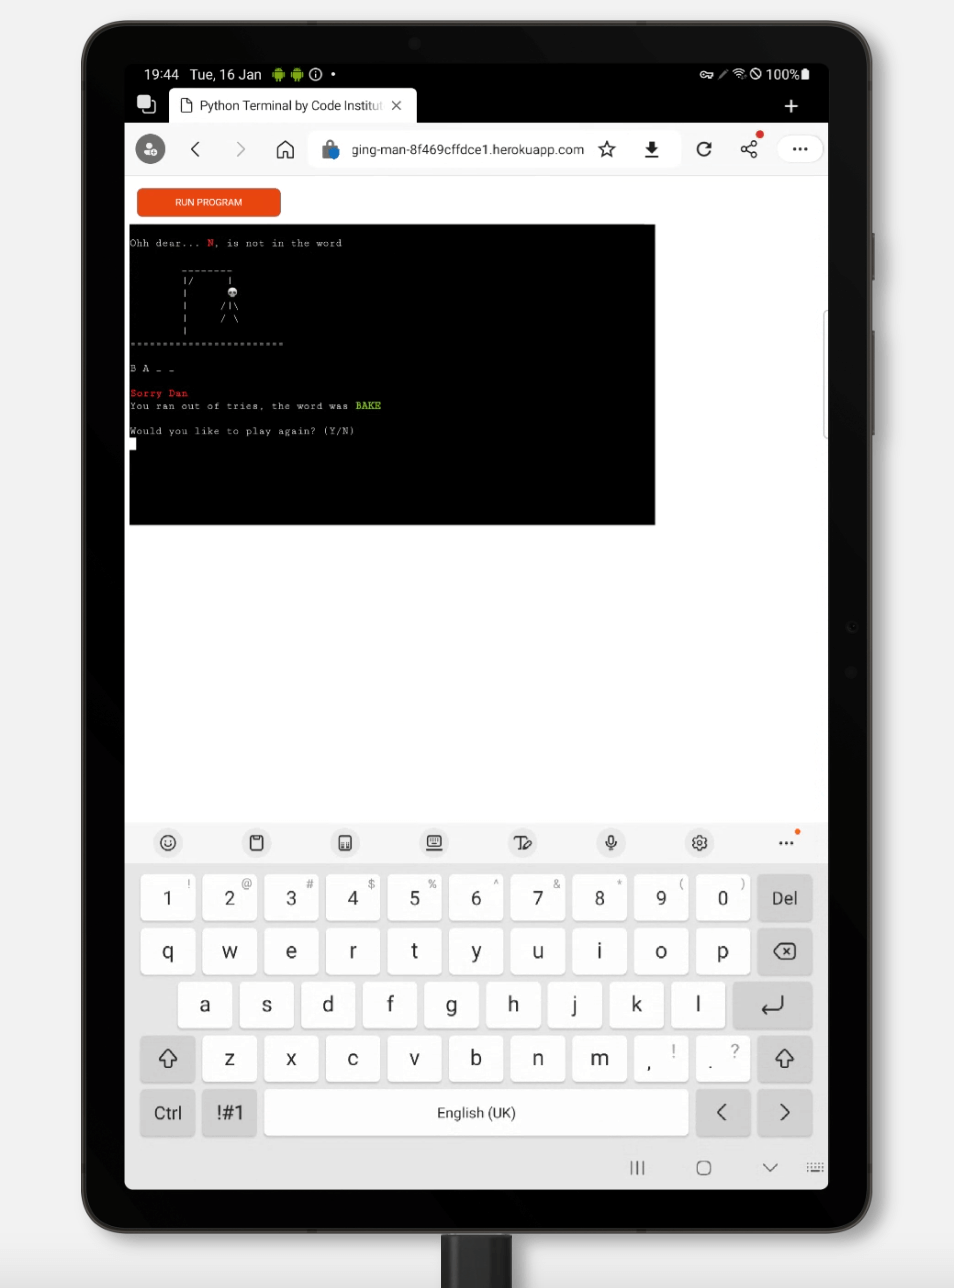 19:44 Tue, 16 Jan 100%
Python Terminal by Code Institut
ging-man-8f469cffdce1.herokuapp.com
RUN PROGRAM
Ohh dear... N, is not in the word
B A _ _
Sorry Dan
You ran out of tries, the word was BAKE
Would you like to play again? (Y/N)
1 ! 2 @ 3 # 4 $ 5 % 6 ^ 7 & 8 * 9 ( 0 ) Del
q w e r t y u i o p
a s d f g h j k l
z x c v b n m , ! . ?
Ctrl !#1 English (UK) < >